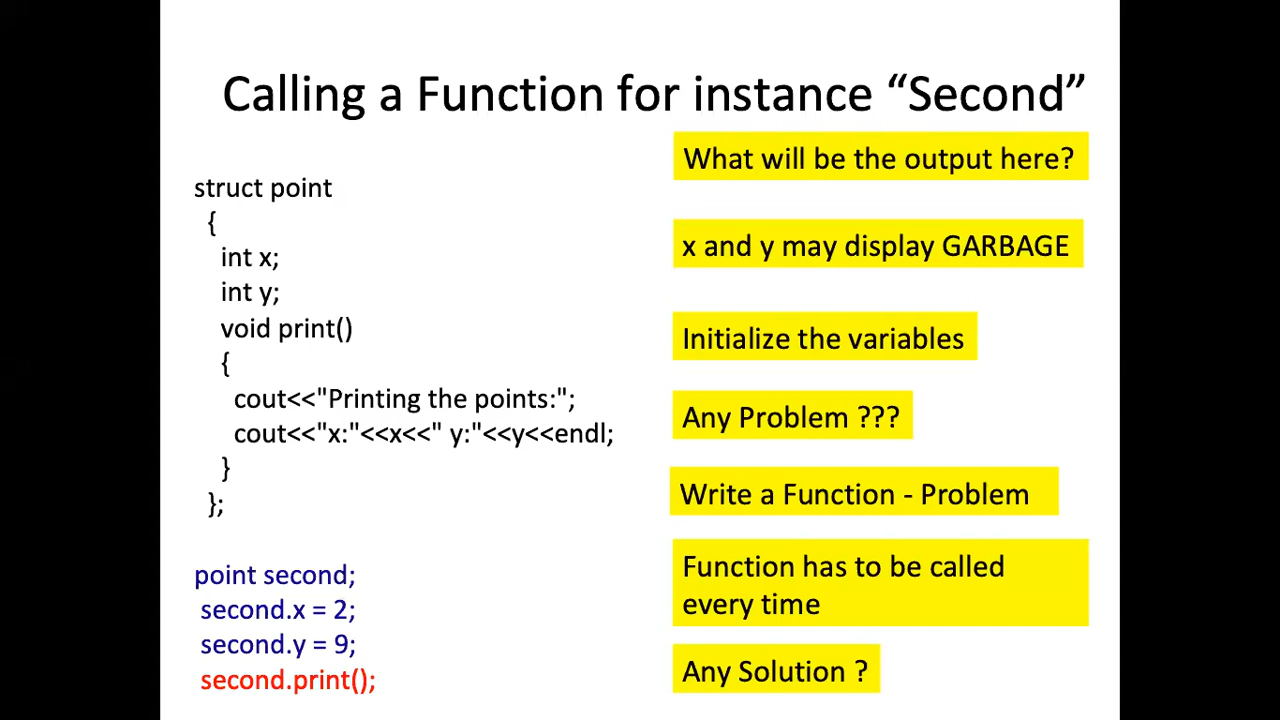 Calling a Function for instance “Second”
struct point
{
int x;
int y;
void print()
{
cout<<"Printing the points:";
cout<<"x:"<<x<<" y:"<<y<<endl;
}
};
point second;
second.x = 2;
second.y = 9;
second.print();
What will be the output here?
x and y may display GARBAGE
Initialize the variables
Any Problem ???
Write a Function - Problem
Function has to be called
every time
Any Solution ?